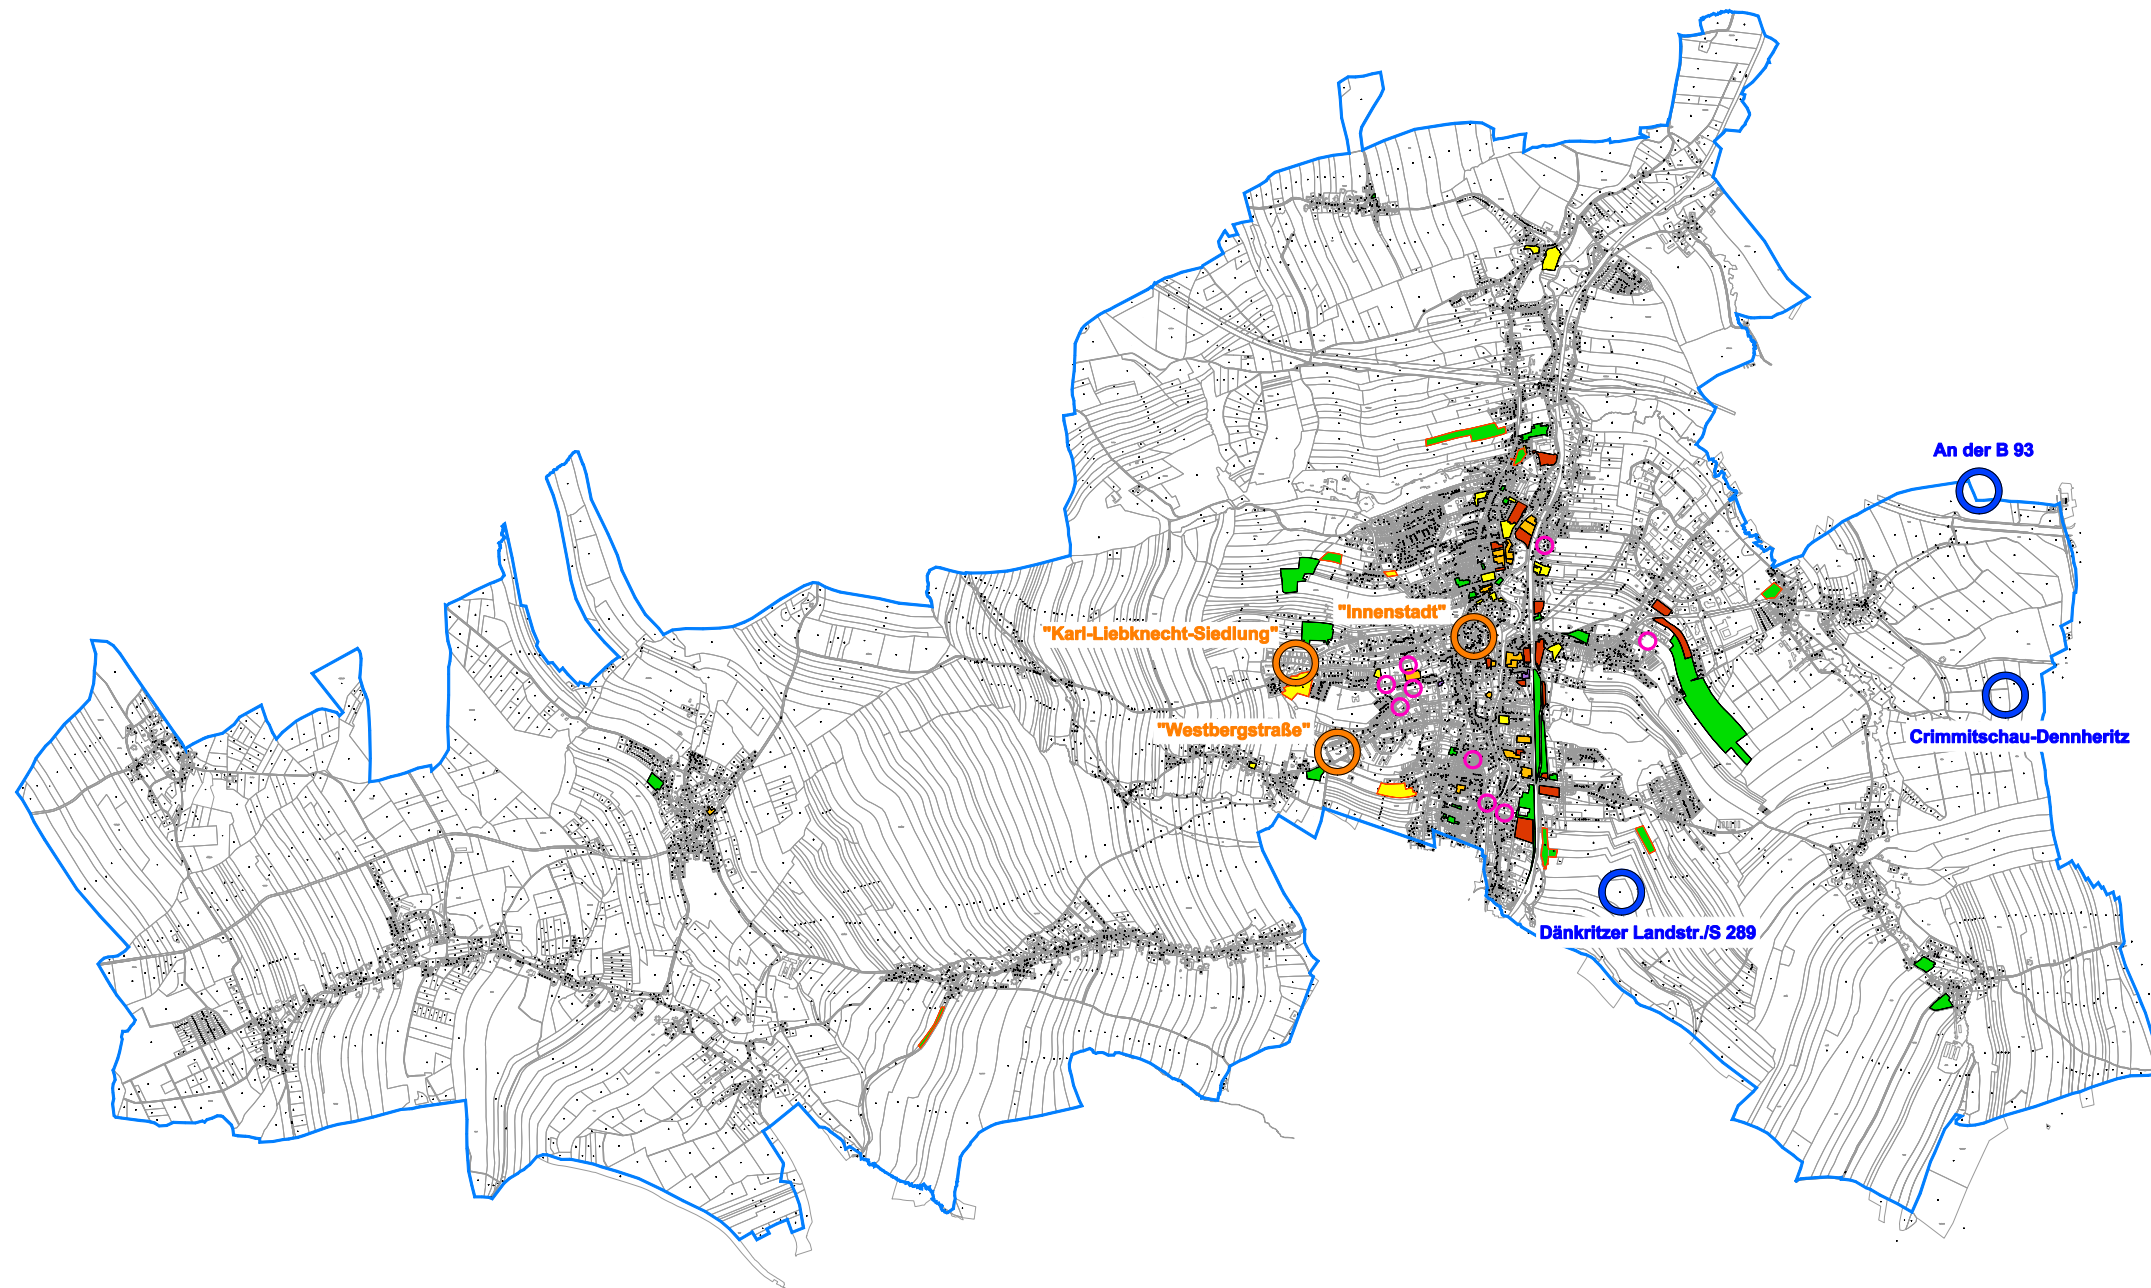 An der B 93
"Innenstadt"
"Karl-Liebknecht-Siedlung"
"Westbergstraße"
Crimmitschau-Dennheritz
Dänkritzer Landstr./S 289